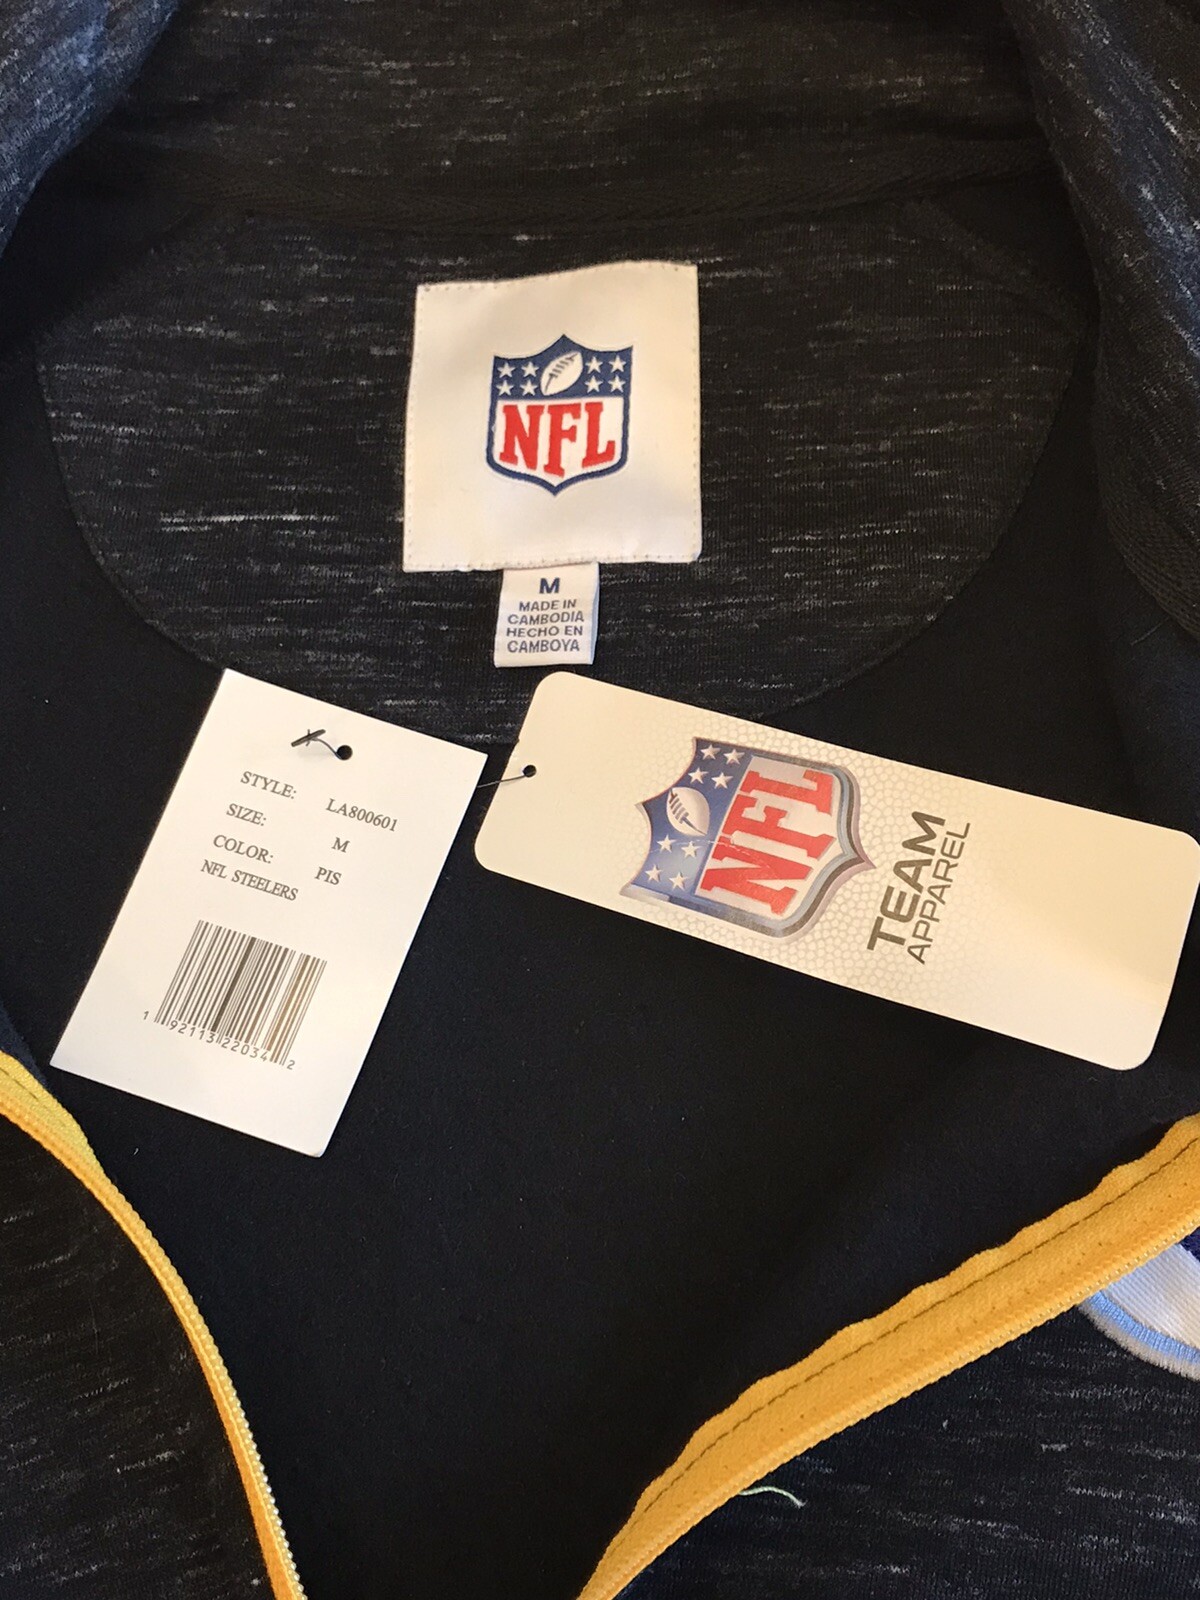 NFL
M
MADE IN
CAMBODIA
HECHO EN
CAMBOYA
STYLE: LA800601
SIZE: M
COLOR: PIS
NFL STEELERS
1 92113 22034 2
NFL
TEAM
APPAREL